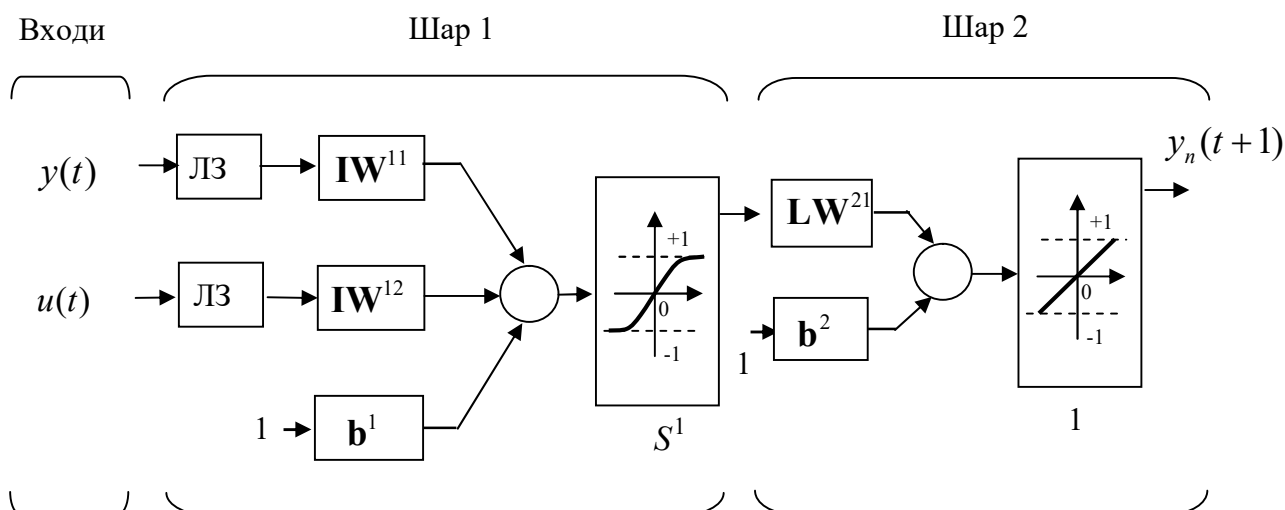 Входи
Шар 1
Шар 2
y(t)
ЛЗ
IW¹¹
u(t)
ЛЗ
IW¹²
1
b¹
+1
0
-1
S¹
LW²¹
1
b²
+1
0
-1
1
yₙ(t+1)